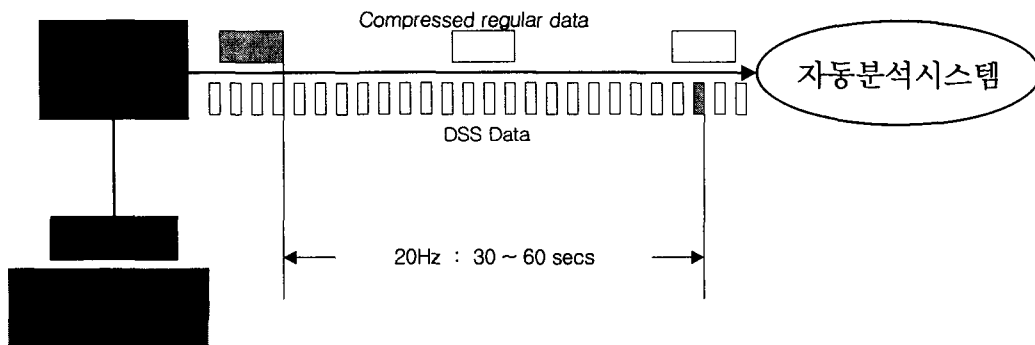 Compressed regular data
자동분석시스템
DSS Data
20Hz : 30 ~ 60 secs